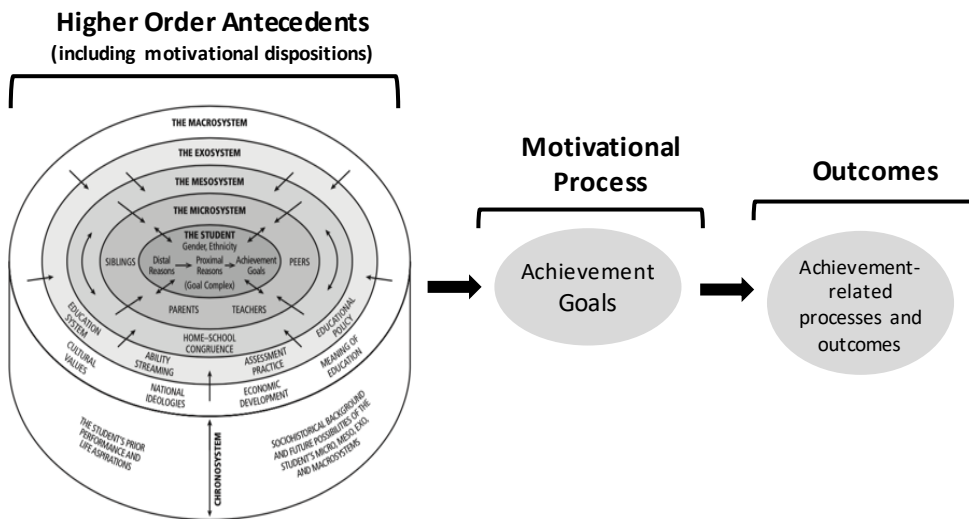 Higher Order Antecedents
(including motivational dispositions)
THE MACROSYSTEM
THE EXOSYSTEM
THE MESOSYSTEM
THE MICROSYSTEM
THE STUDENT
Gender, Ethnicity
Distal
Reasons
Proximal
Reasons
Achievement
Goals
(Goal Complex)
SIBLINGS
PEERS
PARENTS
TEACHERS
HOME–SCHOOL
CONGRUENCE
EDUCATION
SYSTEM
ABILITY
STREAMING
ASSESSMENT
PRACTICE
EDUCATIONAL
POLICY
CULTURAL
VALUES
NATIONAL
IDEOLOGIES
ECONOMIC
DEVELOPMENT
MEANING OF
EDUCATION
THE STUDENT'S PRIOR
PERFORMANCE AND
LIFE ASPIRATIONS
CHRONOSYSTEM
SOCIOHISTORICAL BACKGROUND
AND FUTURE POSSIBILITIES OF THE
STUDENT'S MICRO, MESO, EXO,
AND MACROSYSTEMS
Motivational
Process
Achievement
Goals
Outcomes
Achievement-
related
processes and
outcomes